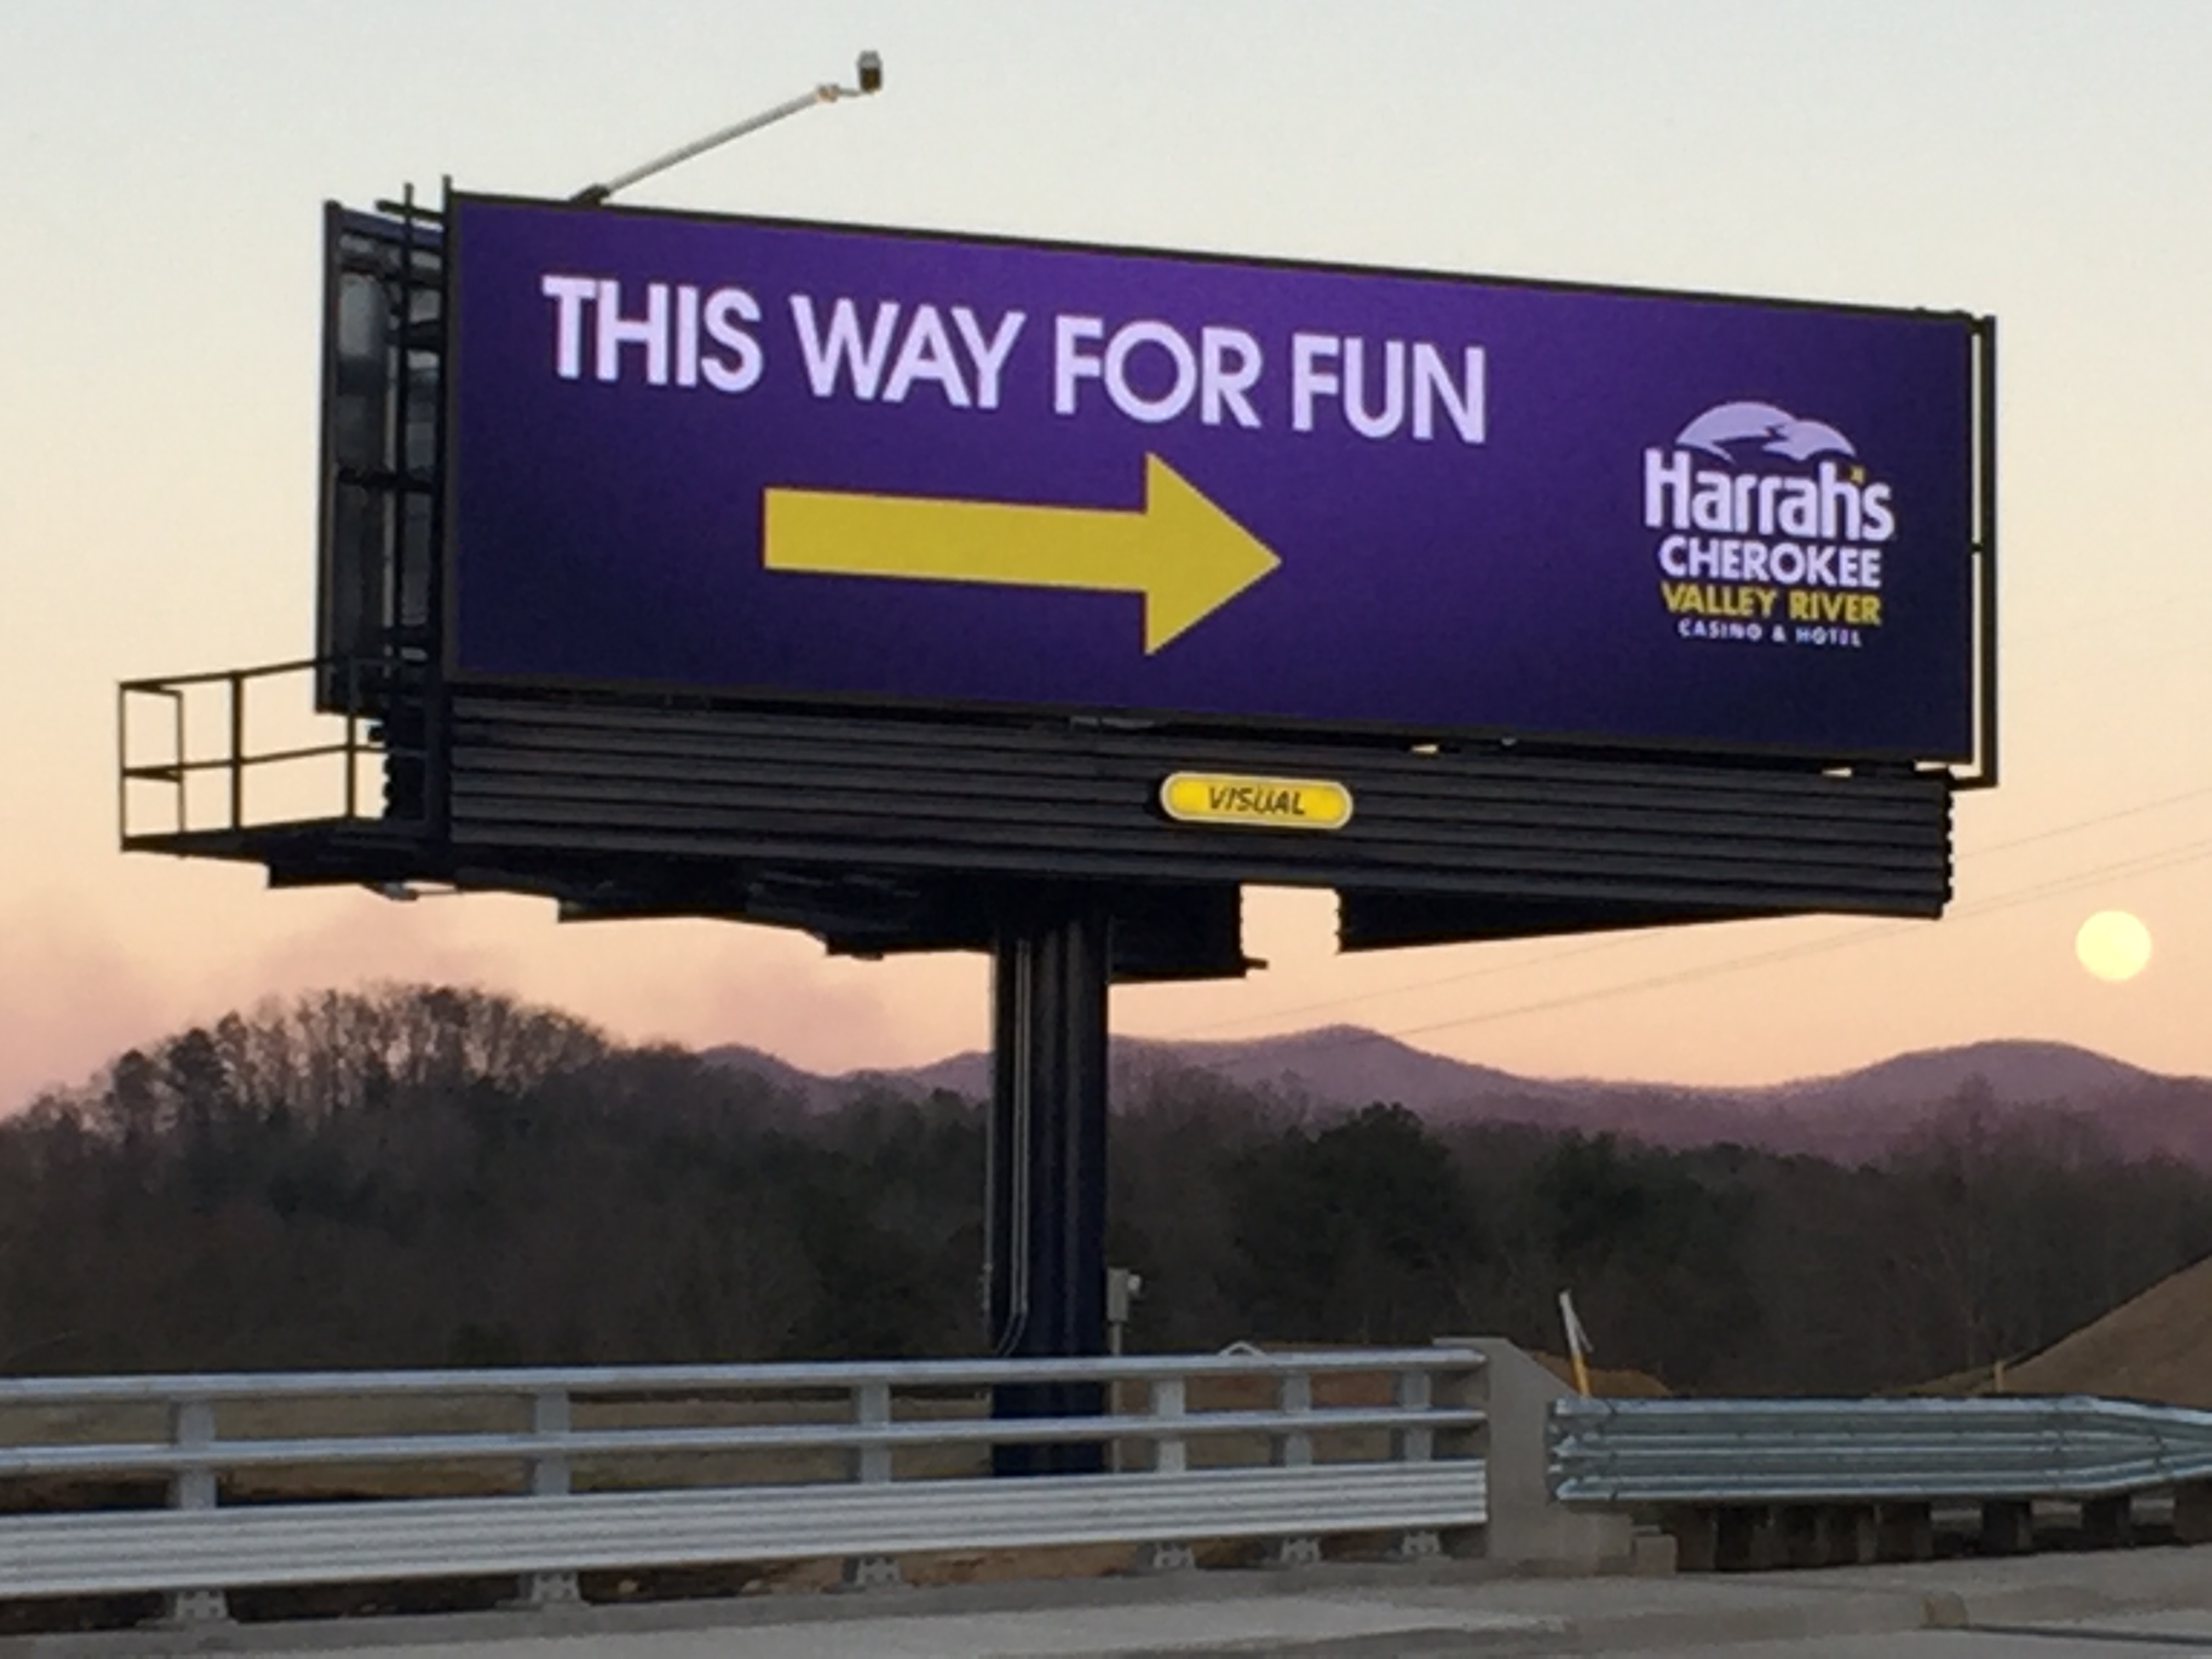 THIS WAY FOR FUN
Harrah's
CHEROKEE
VALLEY RIVER
CASINO & HOTEL
VISUAL